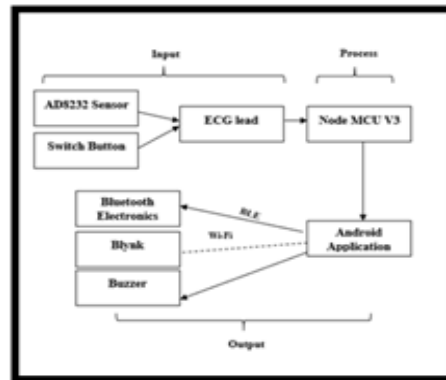 Input
Process
AD8232 Sensor
ECG lead
Node MCU V3
Switch Button
Bluetooth
Electronics
BLE
Wi-Fi
Android
Application
Blynk
Buzzer
Output